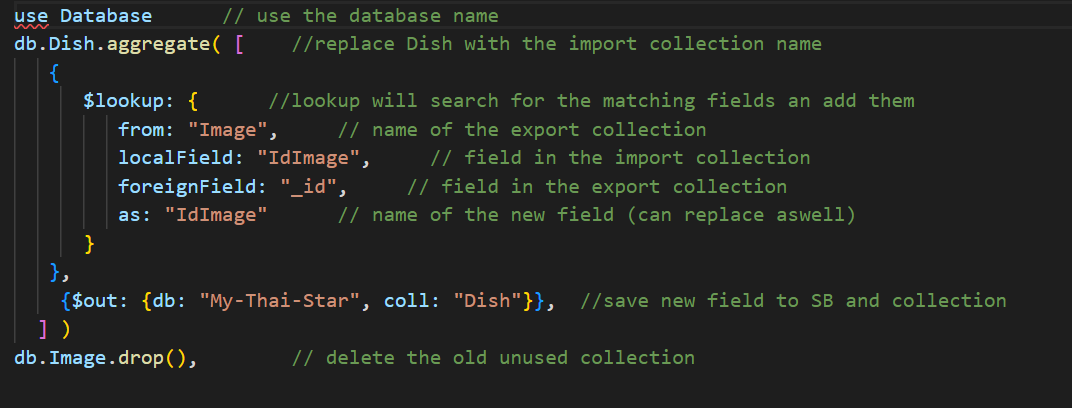 use Database      // use the database name
db.Dish.aggregate( [    //replace Dish with the import collection name
   {
      $lookup: {      //lookup will search for the matching fields an add them
         from: "Image",     // name of the export collection
         localField: "IdImage",     // field in the import collection
         foreignField: "_id",     // field in the export collection
         as: "IdImage"      // name of the new field (can replace aswell)
      }
   },
    {$out: {db: "My-Thai-Star", coll: "Dish"}},  //save new field to SB and collection
  ] )
db.Image.drop(),        // delete the old unused collection